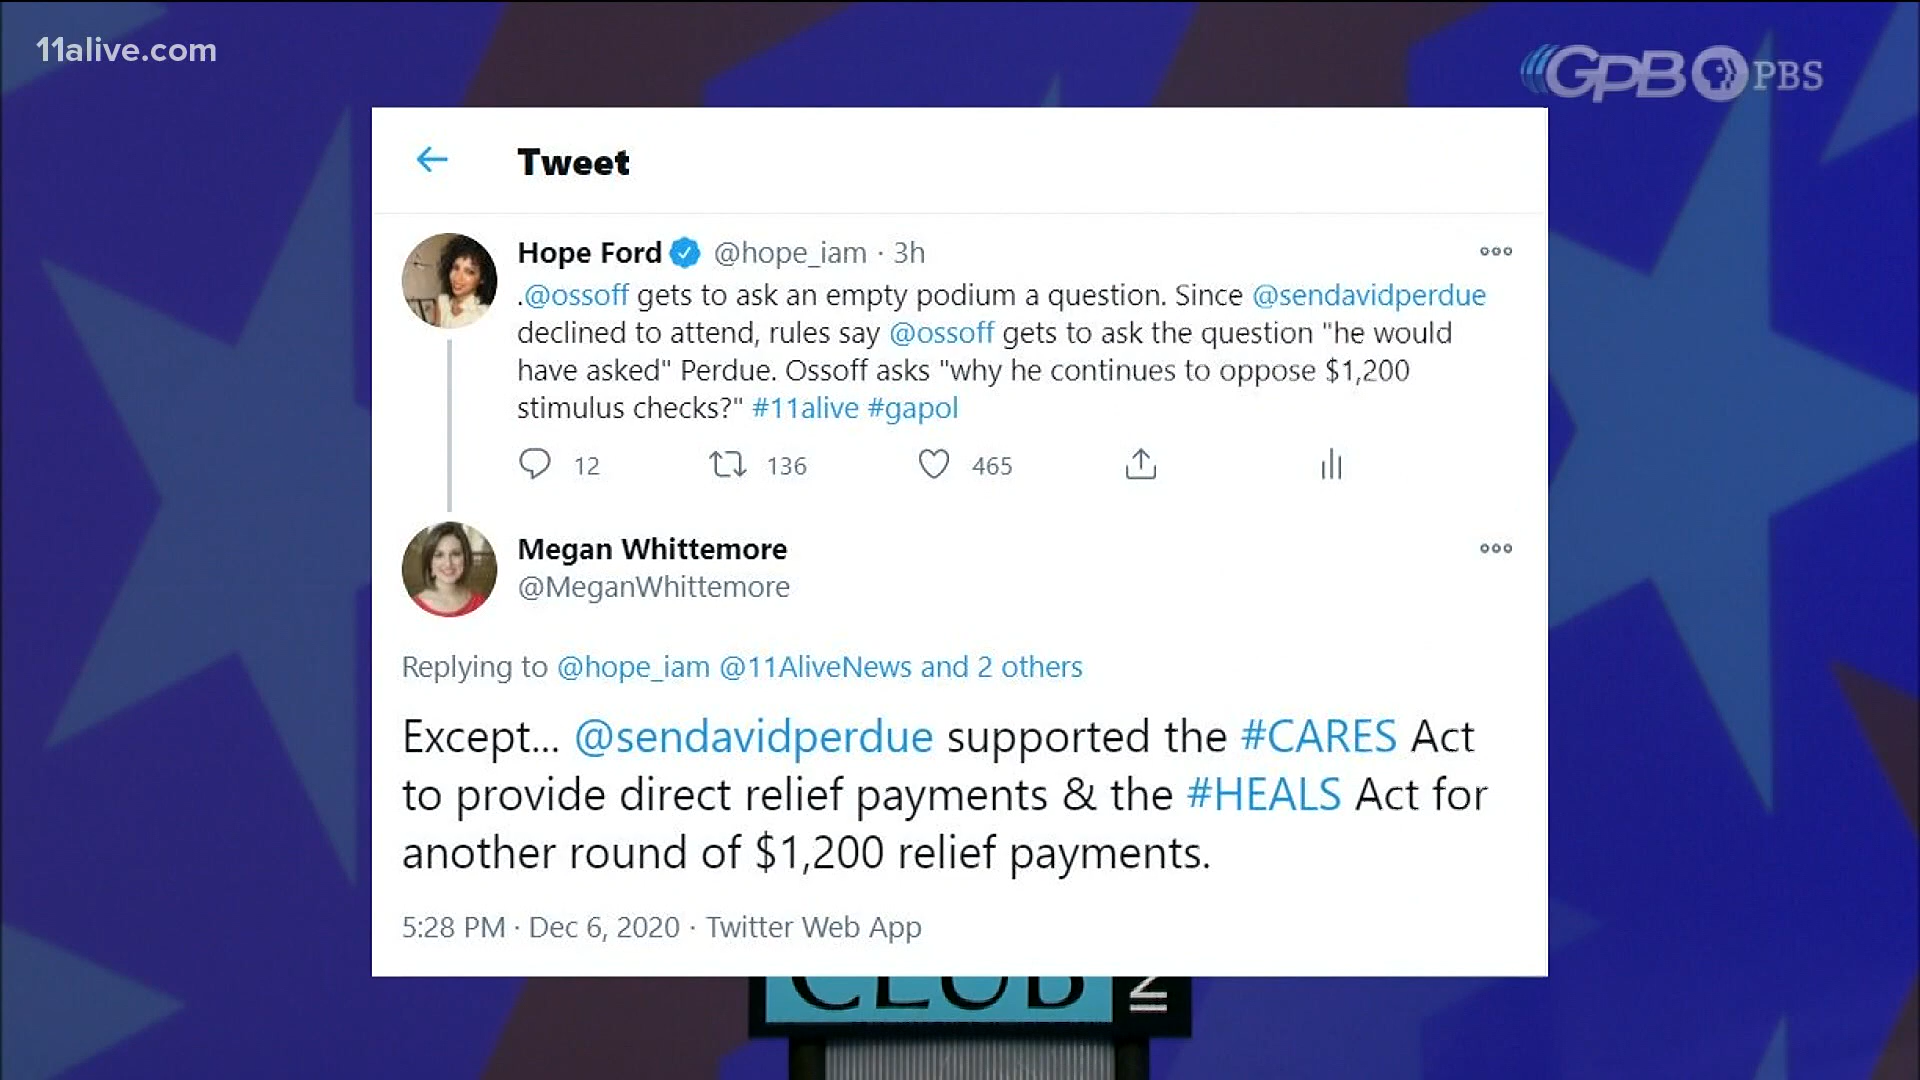 11alive.com
GPB PBS
Tweet
Hope Ford @hope_iam · 3h
.@ossoff gets to ask an empty podium a question. Since @sendavidperdue
declined to attend, rules say @ossoff gets to ask the question "he would
have asked" Perdue. Ossoff asks "why he continues to oppose $1,200
stimulus checks?" #11alive #gapol
12 136 465
Megan Whittemore
@MeganWhittemore
Replying to @hope_iam @11AliveNews and 2 others
Except... @sendavidperdue supported the #CARES Act
to provide direct relief payments & the #HEALS Act for
another round of $1,200 relief payments.
5:28 PM · Dec 6, 2020 · Twitter Web App
CLUB